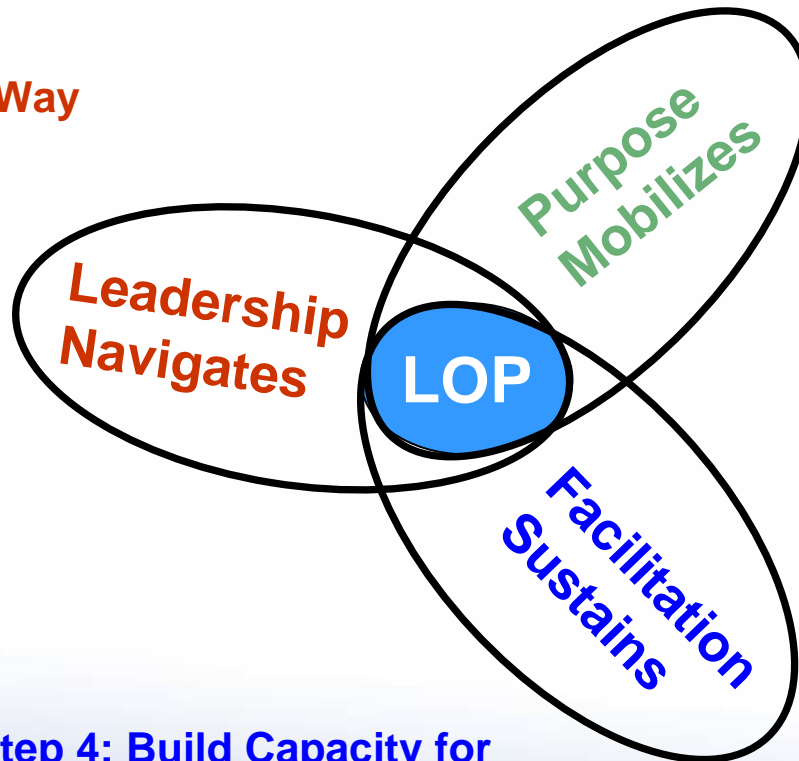 Way
Purpose
Mobilizes
Leadership
Navigates
LOP
Facilitation
Sustains
tep 4: Build Capacity for